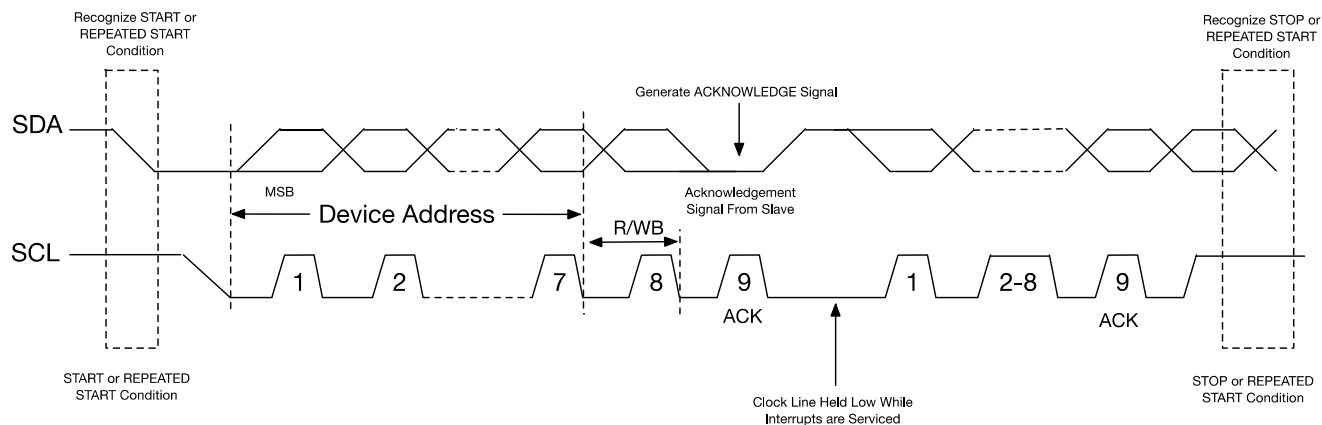 Recognize START or
REPEATED START
Condition
Recognize STOP or
REPEATED START
Condition
Generate ACKNOWLEDGE Signal
SDA
MSB
Acknowledgement
Signal From Slave
Device Address
R/WB
SCL
1
2
7
8
9
1
2-8
9
ACK
ACK
START or REPEATED
START Condition
STOP or REPEATED
START Condition
Clock Line Held Low While
Interrupts are Serviced